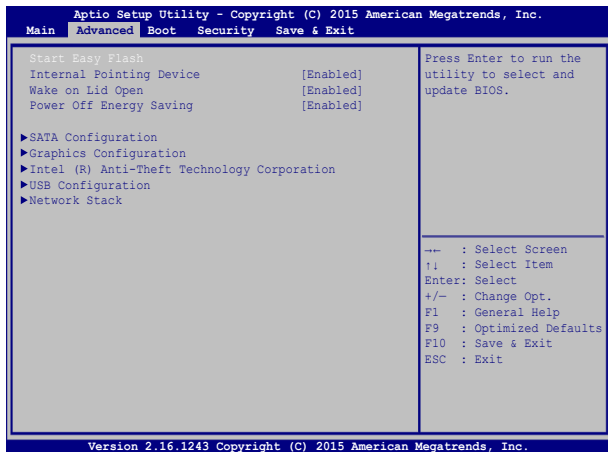 Aptio Setup Utility - Copyright (C) 2015 American Megatrends, Inc.
Main Advanced Boot Security Save & Exit
Start Easy Flash
Internal Pointing Device [Enabled]
Wake on Lid Open [Enabled]
Power Off Energy Saving [Enabled]
▶SATA Configuration
▶Graphics Configuration
▶Intel (R) Anti-Theft Technology Corporation
▶USB Configuration
▶Network Stack
Press Enter to run the
utility to select and
update BIOS.
→← : Select Screen
↑↓ : Select Item
Enter: Select
+/— : Change Opt.
F1 : General Help
F9 : Optimized Defaults
F10 : Save & Exit
ESC : Exit
Version 2.16.1243 Copyright (C) 2015 American Megatrends, Inc.